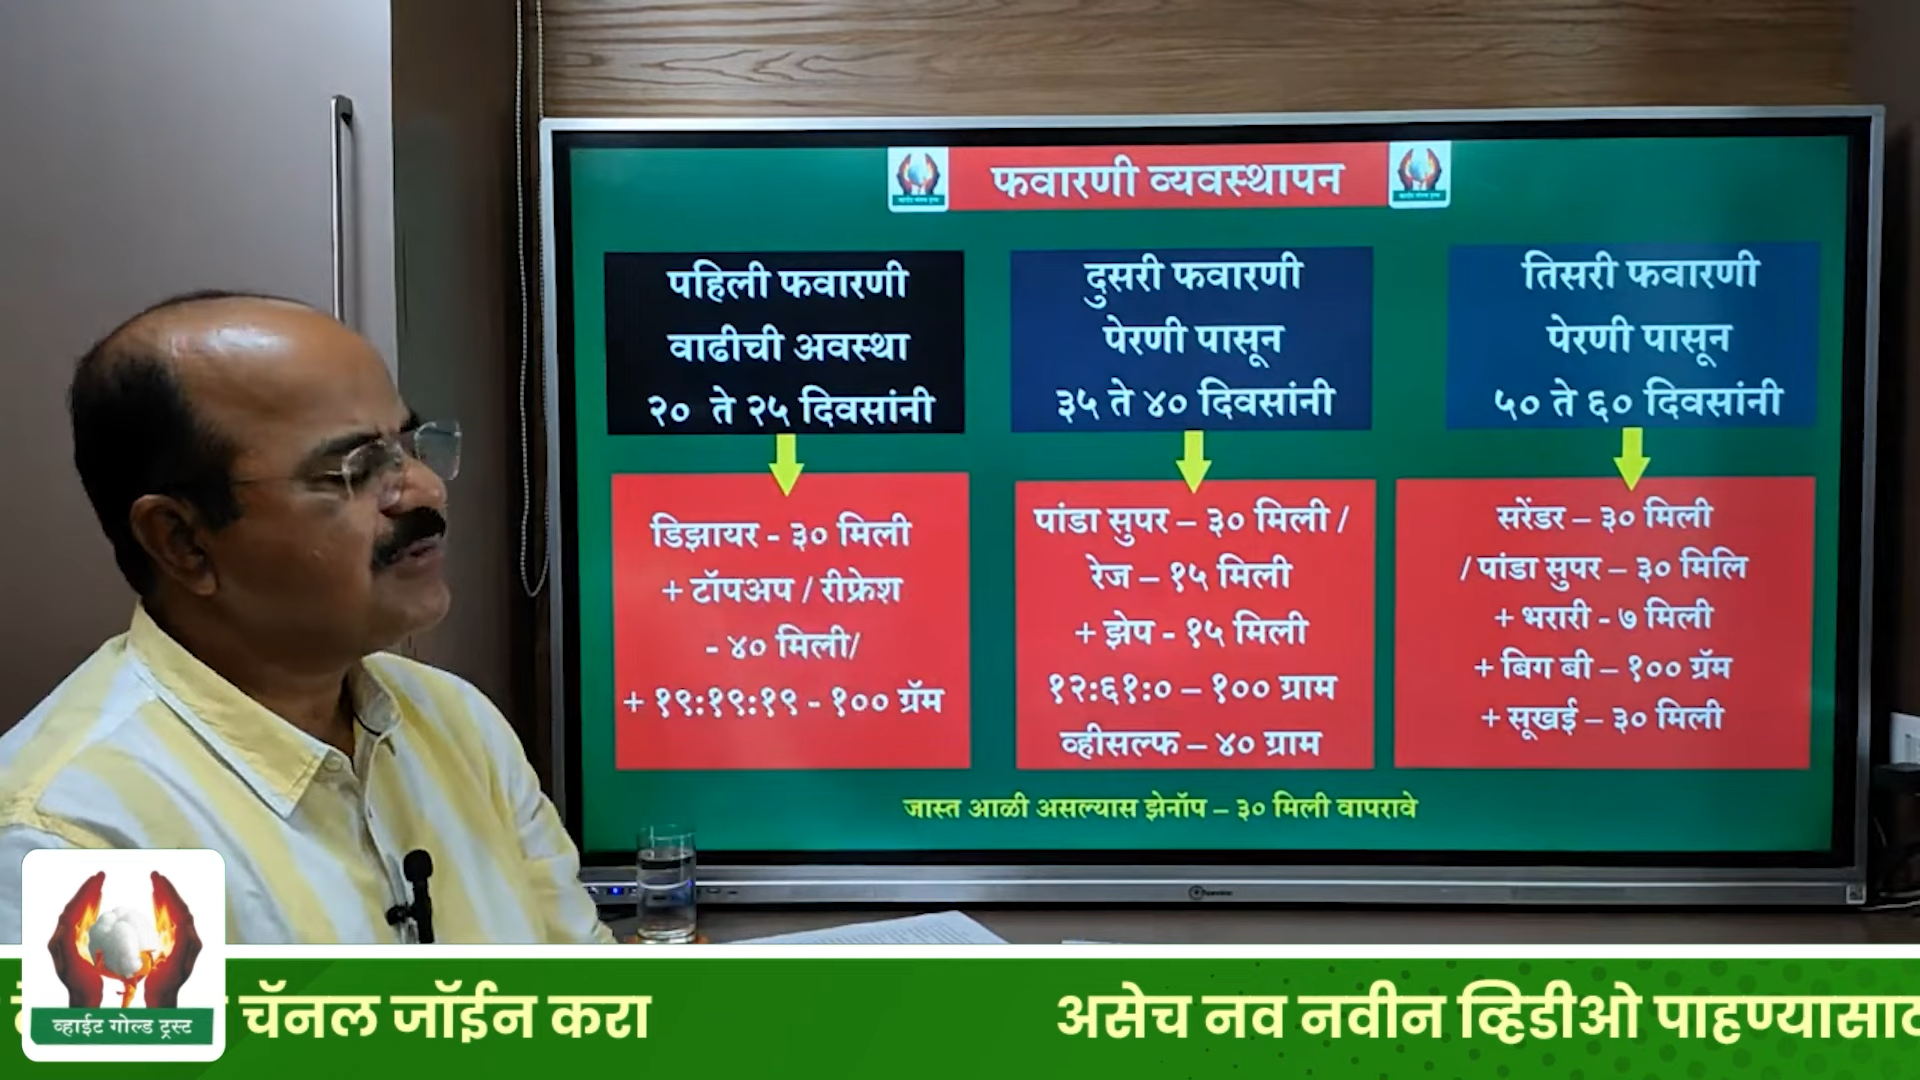 फवारणी व्यवस्थापन
पहिली फवारणी
वाढीची अवस्था
२० ते २५ दिवसांनी
डिझायर - ३० मिली
+ टॉपअप / रीफ्रेश
- ४० मिली/
+ १९:१९:१९ - १०० ग्रॅम
दुसरी फवारणी
पेरणी पासून
३५ ते ४० दिवसांनी
पांडा सुपर – ३० मिली /
रेज – १५ मिली
+ झेप - १५ मिली
१२:६१:० – १०० ग्राम
व्हीसल्फ – ४० ग्राम
तिसरी फवारणी
पेरणी पासून
५० ते ६० दिवसांनी
सरेंडर – ३० मिली
/ पांडा सुपर – ३० मिलि
+ भरारी - ७ मिली
+ बिग बी – १०० ग्रॅम
+ सूखई – ३० मिली
जास्त आळी असल्यास झेनॉप – ३० मिली वापरावे
व्हाईट गोल्ड ट्रस्ट
चॅनल जॉईन करा
असेच नव नवीन व्हिडीओ